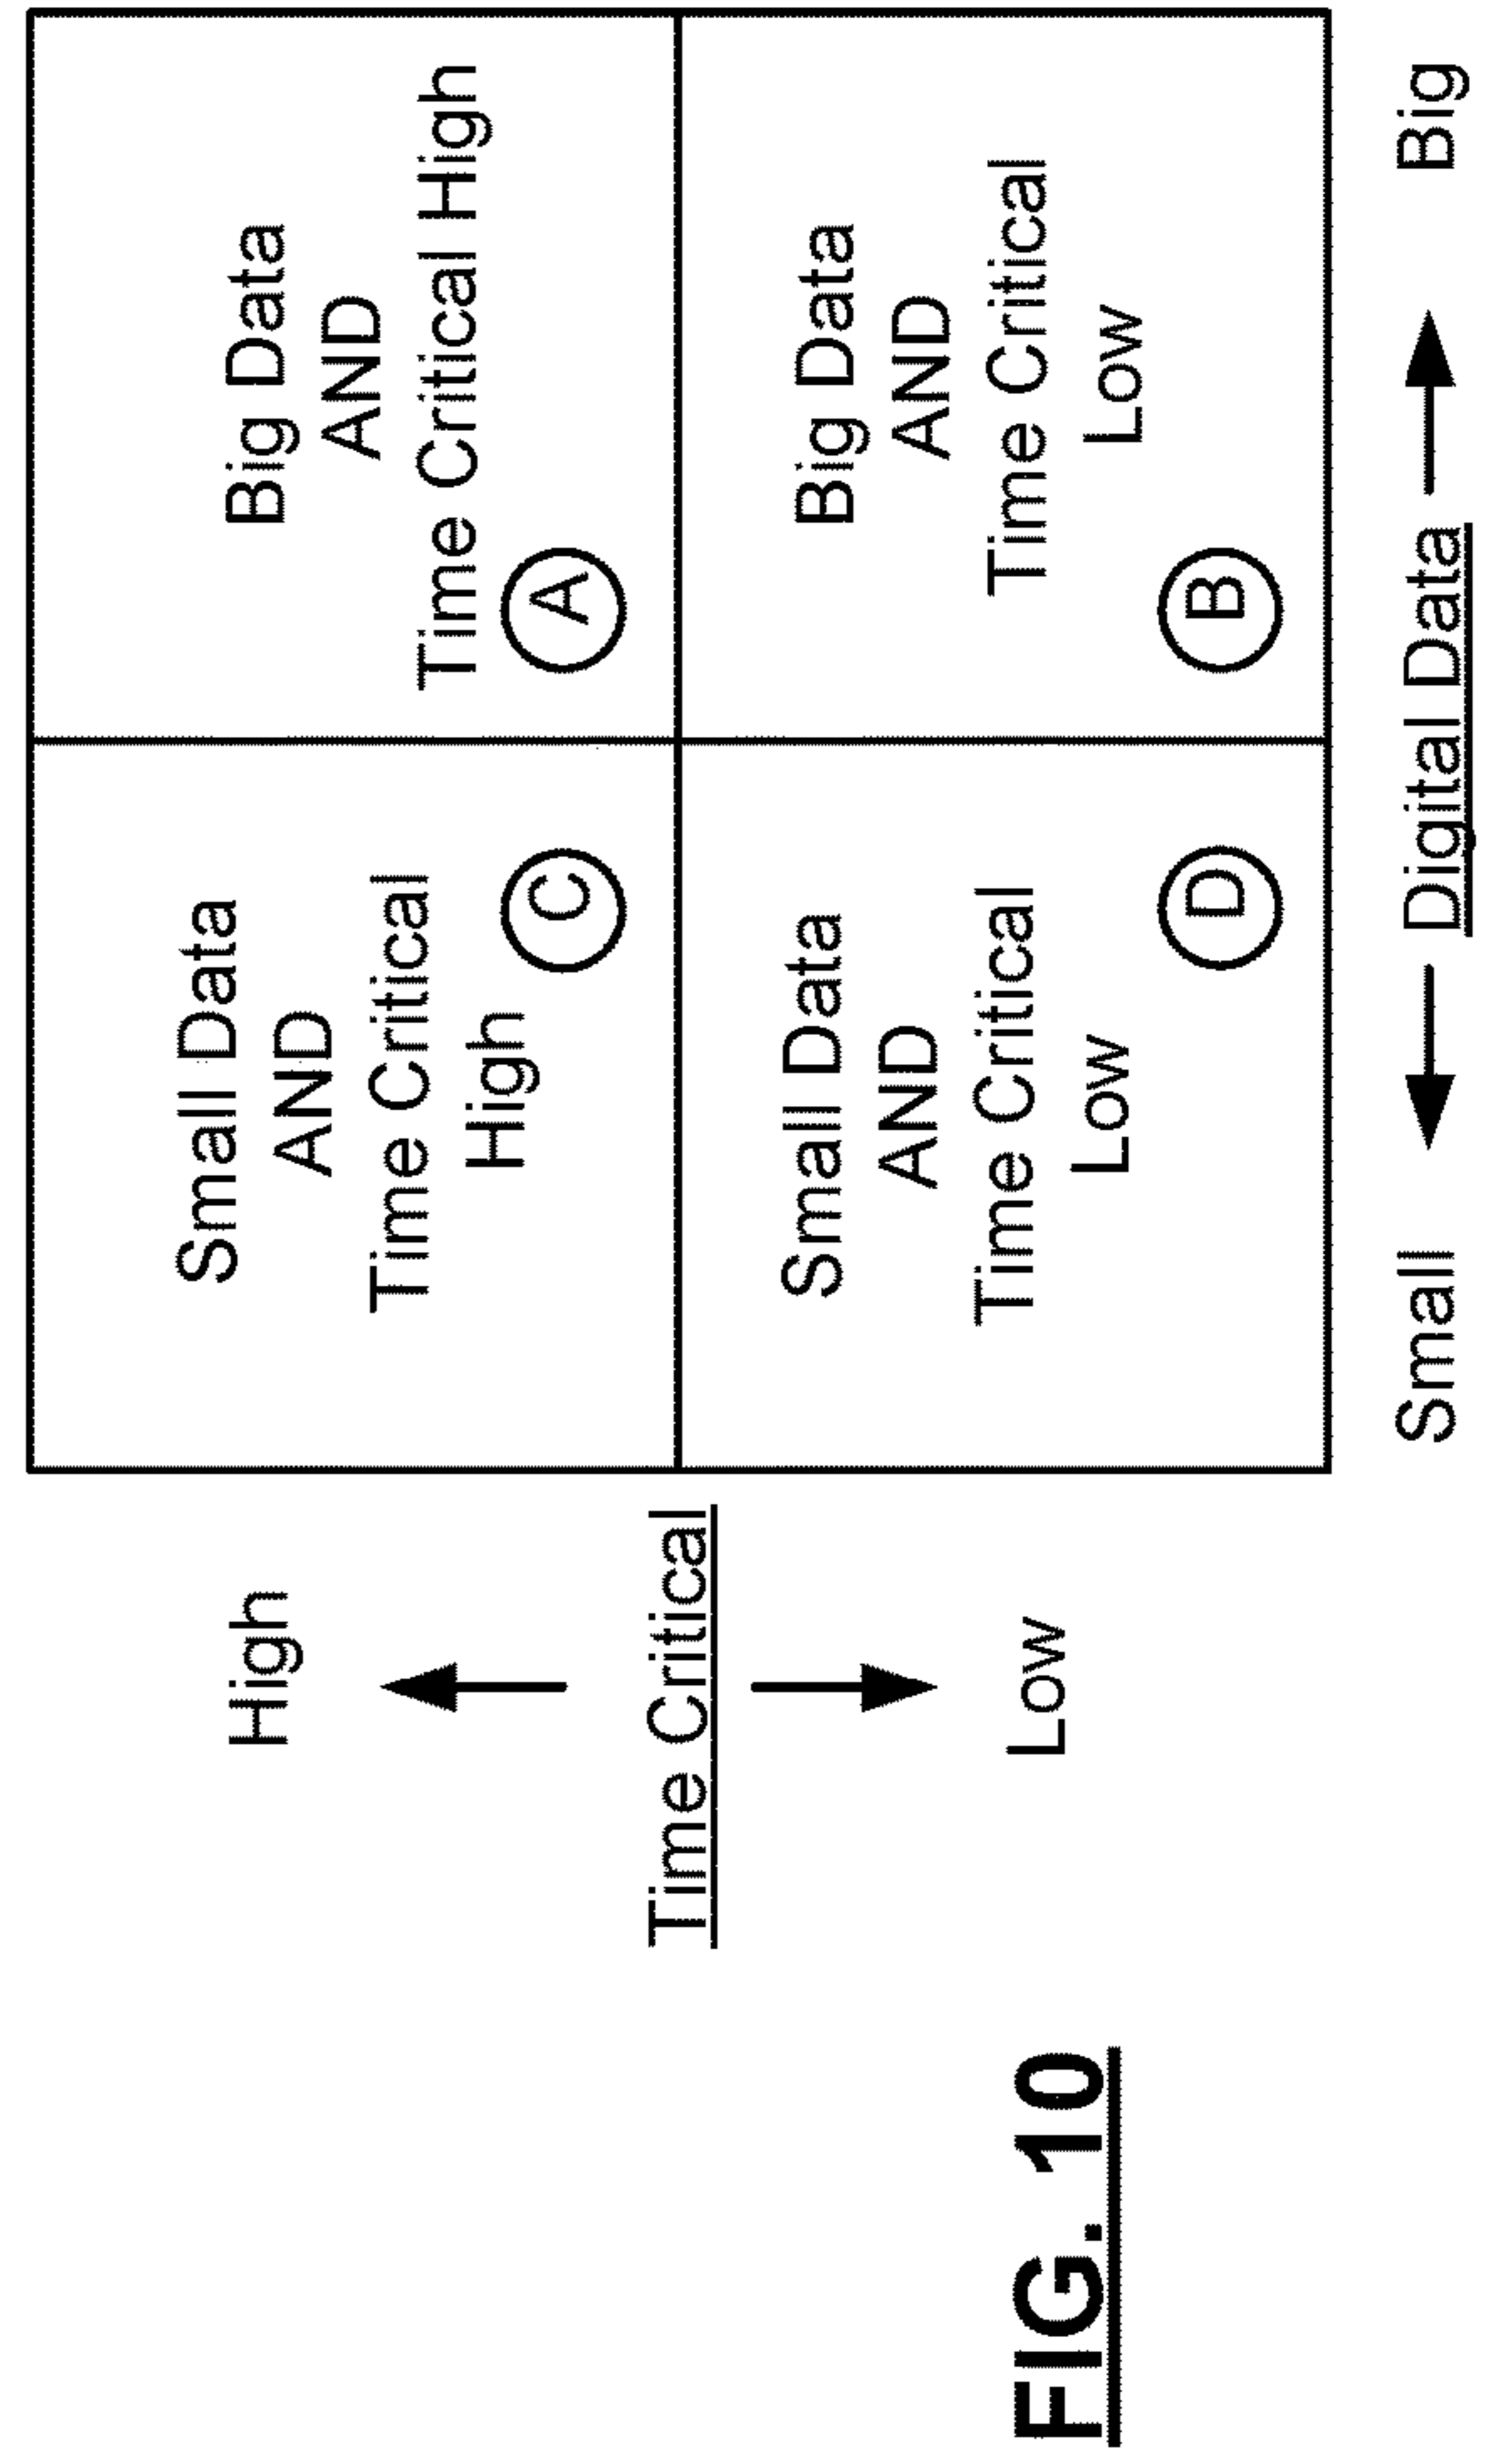 High
Time Critical
Low
Small Data
AND
Time Critical
High
C
Big Data
AND
Time Critical High
A
Small Data
AND
Time Critical
Low
D
Big Data
AND
Time Critical
Low
B
Small
Digital Data
Big
FIG. 10